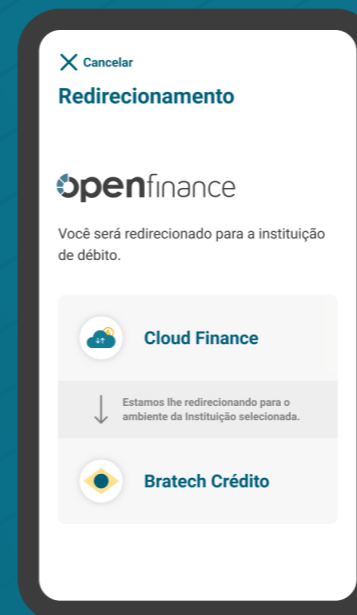 Cancelar
Redirecionamento
openfinance
Você será redirecionado para a instituição
de débito.
Cloud Finance
Estamos lhe redirecionando para o
ambiente da Instituição selecionada.
Bratech Crédito